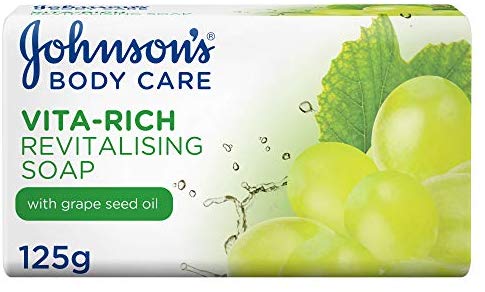 Johnson's®
BODY CARE
VITA-RICH
REVITALISING
SOAP
with grape seed oil
125g